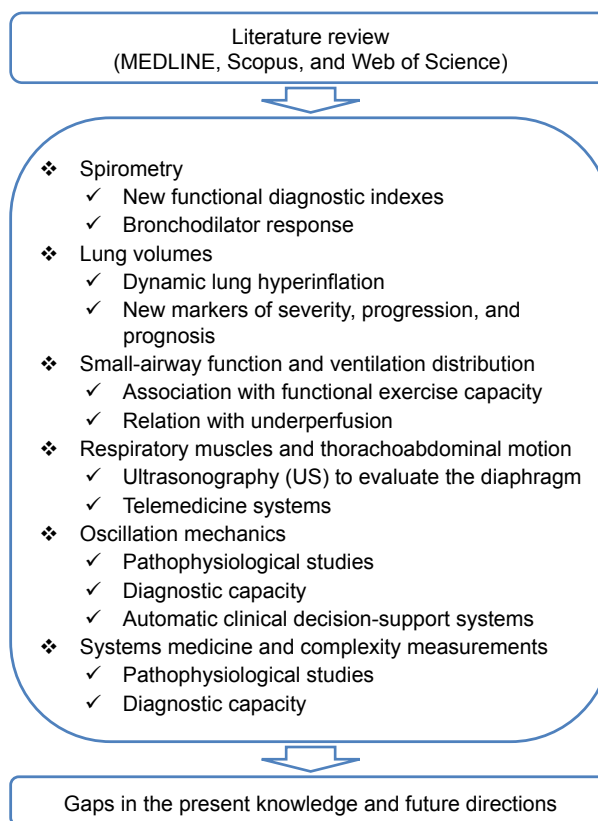 Literature review
(MEDLINE, Scopus, and Web of Science)
❖ Spirometry
✓ New functional diagnostic indexes
✓ Bronchodilator response
❖ Lung volumes
✓ Dynamic lung hyperinflation
✓ New markers of severity, progression, and
prognosis
❖ Small-airway function and ventilation distribution
✓ Association with functional exercise capacity
✓ Relation with underperfusion
❖ Respiratory muscles and thorachoabdominal motion
✓ Ultrasonography (US) to evaluate the diaphragm
✓ Telemedicine systems
❖ Oscillation mechanics
✓ Pathophysiological studies
✓ Diagnostic capacity
✓ Automatic clinical decision-support systems
❖ Systems medicine and complexity measurements
✓ Pathophysiological studies
✓ Diagnostic capacity
Gaps in the present knowledge and future directions